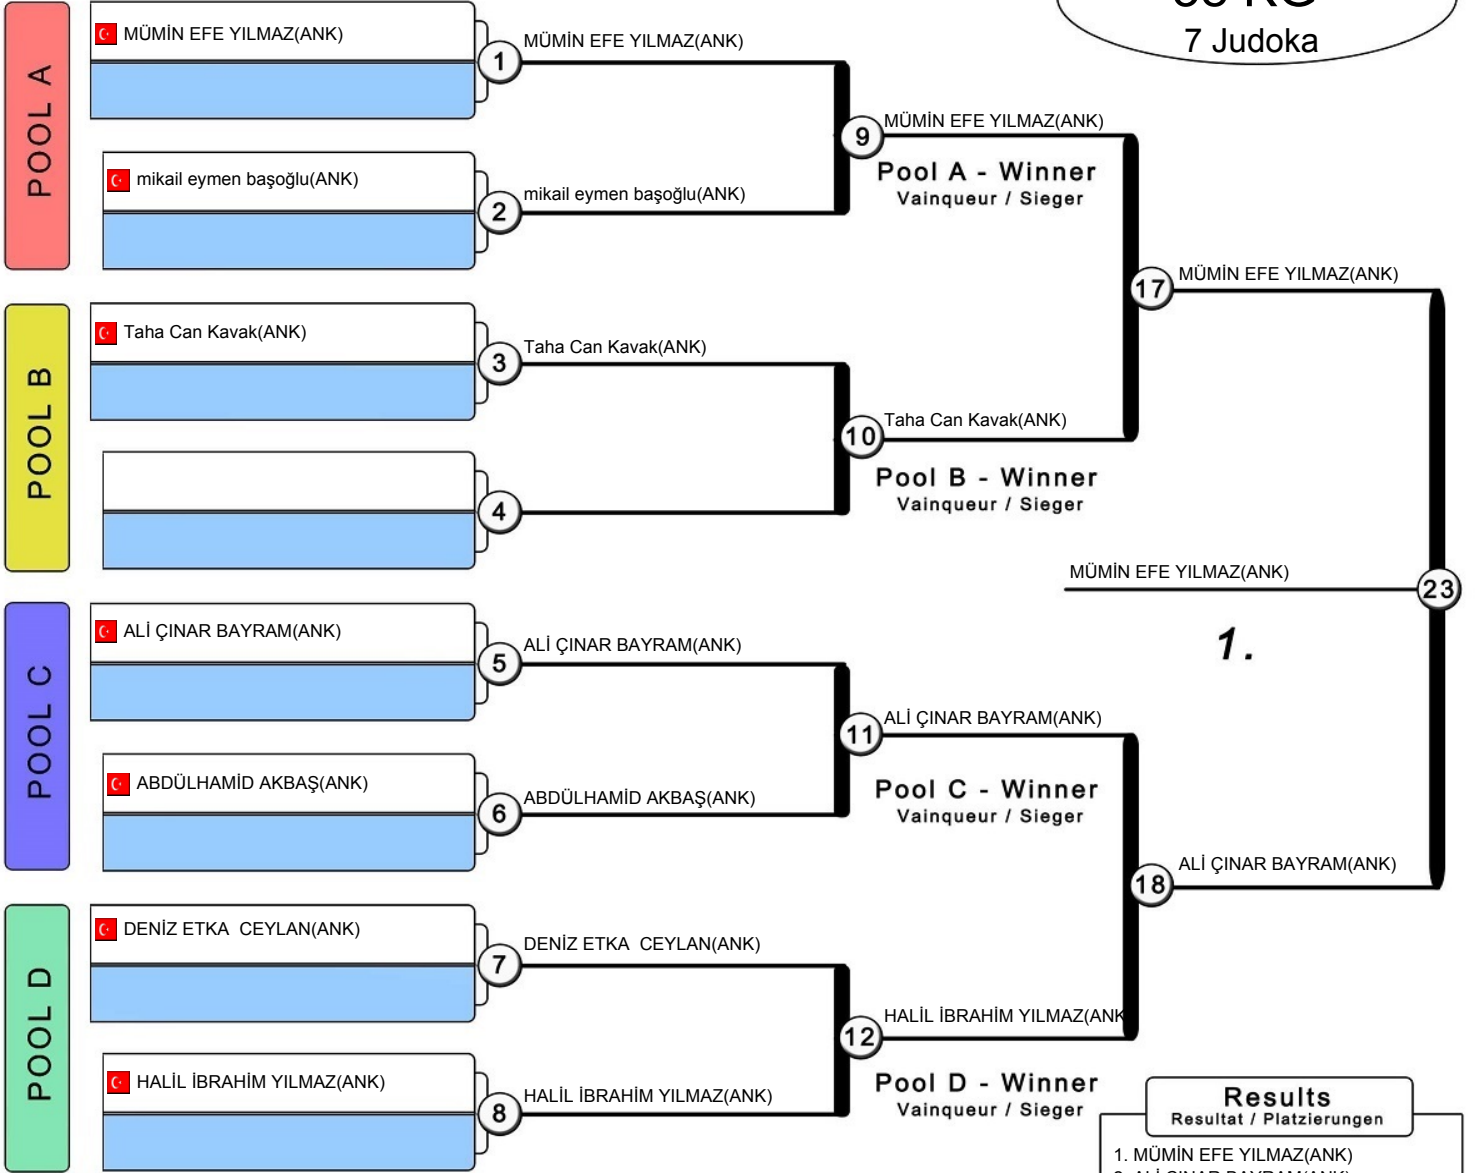 7 Judoka
POOL A
MÜMİN EFE YILMAZ(ANK)
1
MÜMİN EFE YILMAZ(ANK)
mikail eymen başoğlu(ANK)
2
mikail eymen başoğlu(ANK)
9
MÜMİN EFE YILMAZ(ANK)
Pool A - Winner
Vainqueur / Sieger
POOL B
Taha Can Kavak(ANK)
3
Taha Can Kavak(ANK)
4
10
Taha Can Kavak(ANK)
Pool B - Winner
Vainqueur / Sieger
17
MÜMİN EFE YILMAZ(ANK)
MÜMİN EFE YILMAZ(ANK)
23
1.
POOL C
ALİ ÇINAR BAYRAM(ANK)
5
ALİ ÇINAR BAYRAM(ANK)
ABDÜLHAMİD AKBAŞ(ANK)
6
ABDÜLHAMİD AKBAŞ(ANK)
11
ALİ ÇINAR BAYRAM(ANK)
Pool C - Winner
Vainqueur / Sieger
18
ALİ ÇINAR BAYRAM(ANK)
POOL D
DENİZ ETKA  CEYLAN(ANK)
7
DENİZ ETKA  CEYLAN(ANK)
HALİL İBRAHİM YILMAZ(ANK)
8
HALİL İBRAHİM YILMAZ(ANK)
12
HALİL İBRAHİM YILMAZ(ANK
Pool D - Winner
Vainqueur / Sieger
Results
Resultat / Platzierungen
1. MÜMİN EFE YILMAZ(ANK)